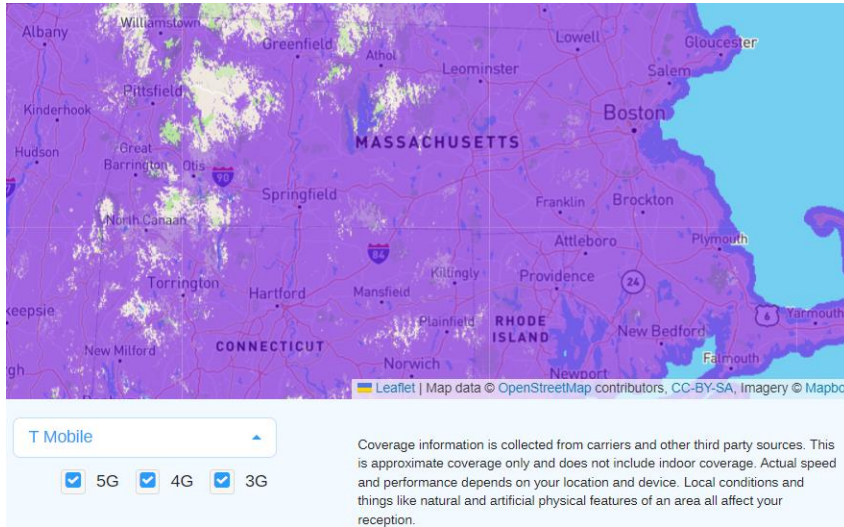 Williamstown
Albany
Greenfield
Athol
Lowell
Gloucester
Leominster
Salem
Pittsfield
Kinderhook
Boston
Hudson
Great
Barrington
Otis
90
MASSACHUSETTS
Springfield
Franklin
Brockton
North Canaan
Attleboro
Plymouth
84
Killingly
Providence
24
Torrington
Hartford
Mansfield
keepsie
Plainfield
RHODE
ISLAND
6
Yarmouth
New Bedford
New Milford
CONNECTICUT
Falmouth
gh
Norwich
Newport
Leaflet | Map data © OpenStreetMap contributors, CC-BY-SA, Imagery © Mapbo
T Mobile
5G 4G 3G
Coverage information is collected from carriers and other third party sources. This
is approximate coverage only and does not include indoor coverage. Actual speed
and performance depends on your location and device. Local conditions and
things like natural and artificial physical features of an area all affect your
reception.